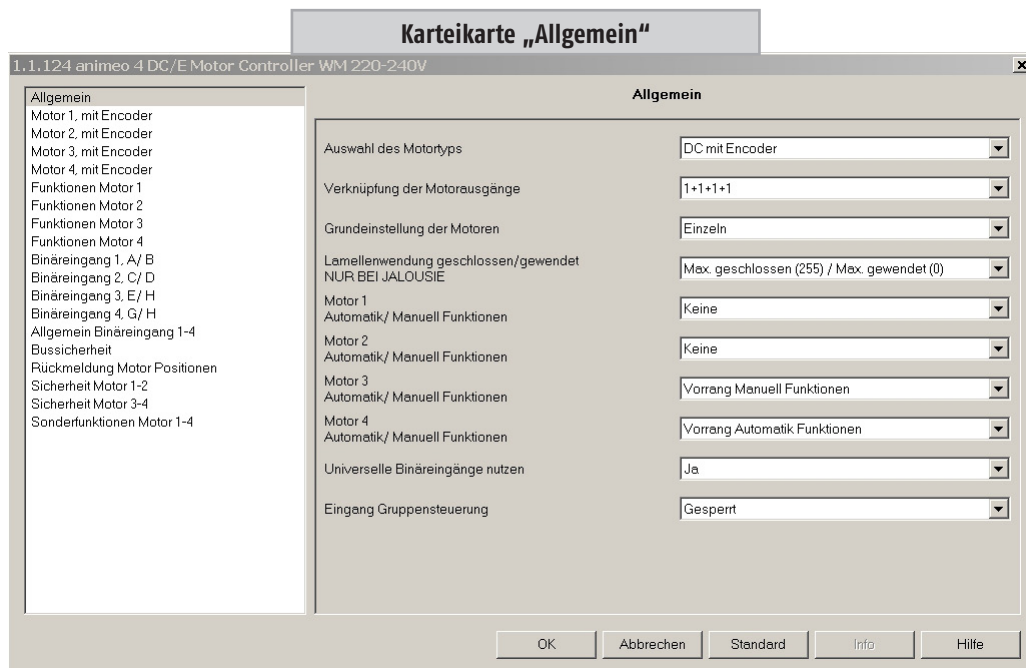 Karteikarte „Allgemein“
1.1.124 animeo 4 DC/E Motor Controller WM 220-240V
Allgemein
Motor 1, mit Encoder
Motor 2, mit Encoder
Motor 3, mit Encoder
Motor 4, mit Encoder
Funktionen Motor 1
Funktionen Motor 2
Funktionen Motor 3
Funktionen Motor 4
Binäreingang 1, A/ B
Binäreingang 2, C/ D
Binäreingang 3, E/ H
Binäreingang 4, G/ H
Allgemein Binäreingang 1-4
Bussicherheit
Rückmeldung Motor Positionen
Sicherheit Motor 1-2
Sicherheit Motor 3-4
Sonderfunktionen Motor 1-4
Allgemein
Auswahl des Motortyps
DC mit Encoder
Verknüpfung der Motorausgänge
1+1+1+1
Grundeinstellung der Motoren
Einzeln
Lamellenwendung geschlossen/gewendet
NUR BEI JALOUSIE
Max. geschlossen (255) / Max. gewendet (0)
Motor 1
Automatik/ Manuell Funktionen
Keine
Motor 2
Automatik/ Manuell Funktionen
Keine
Motor 3
Automatik/ Manuell Funktionen
Vorrang Manuell Funktionen
Motor 4
Automatik/ Manuell Funktionen
Vorrang Automatik Funktionen
Universelle Binäreingänge nutzen
Ja
Eingang Gruppensteuerung
Gesperrt
OK
Abbrechen
Standard
Info
Hilfe